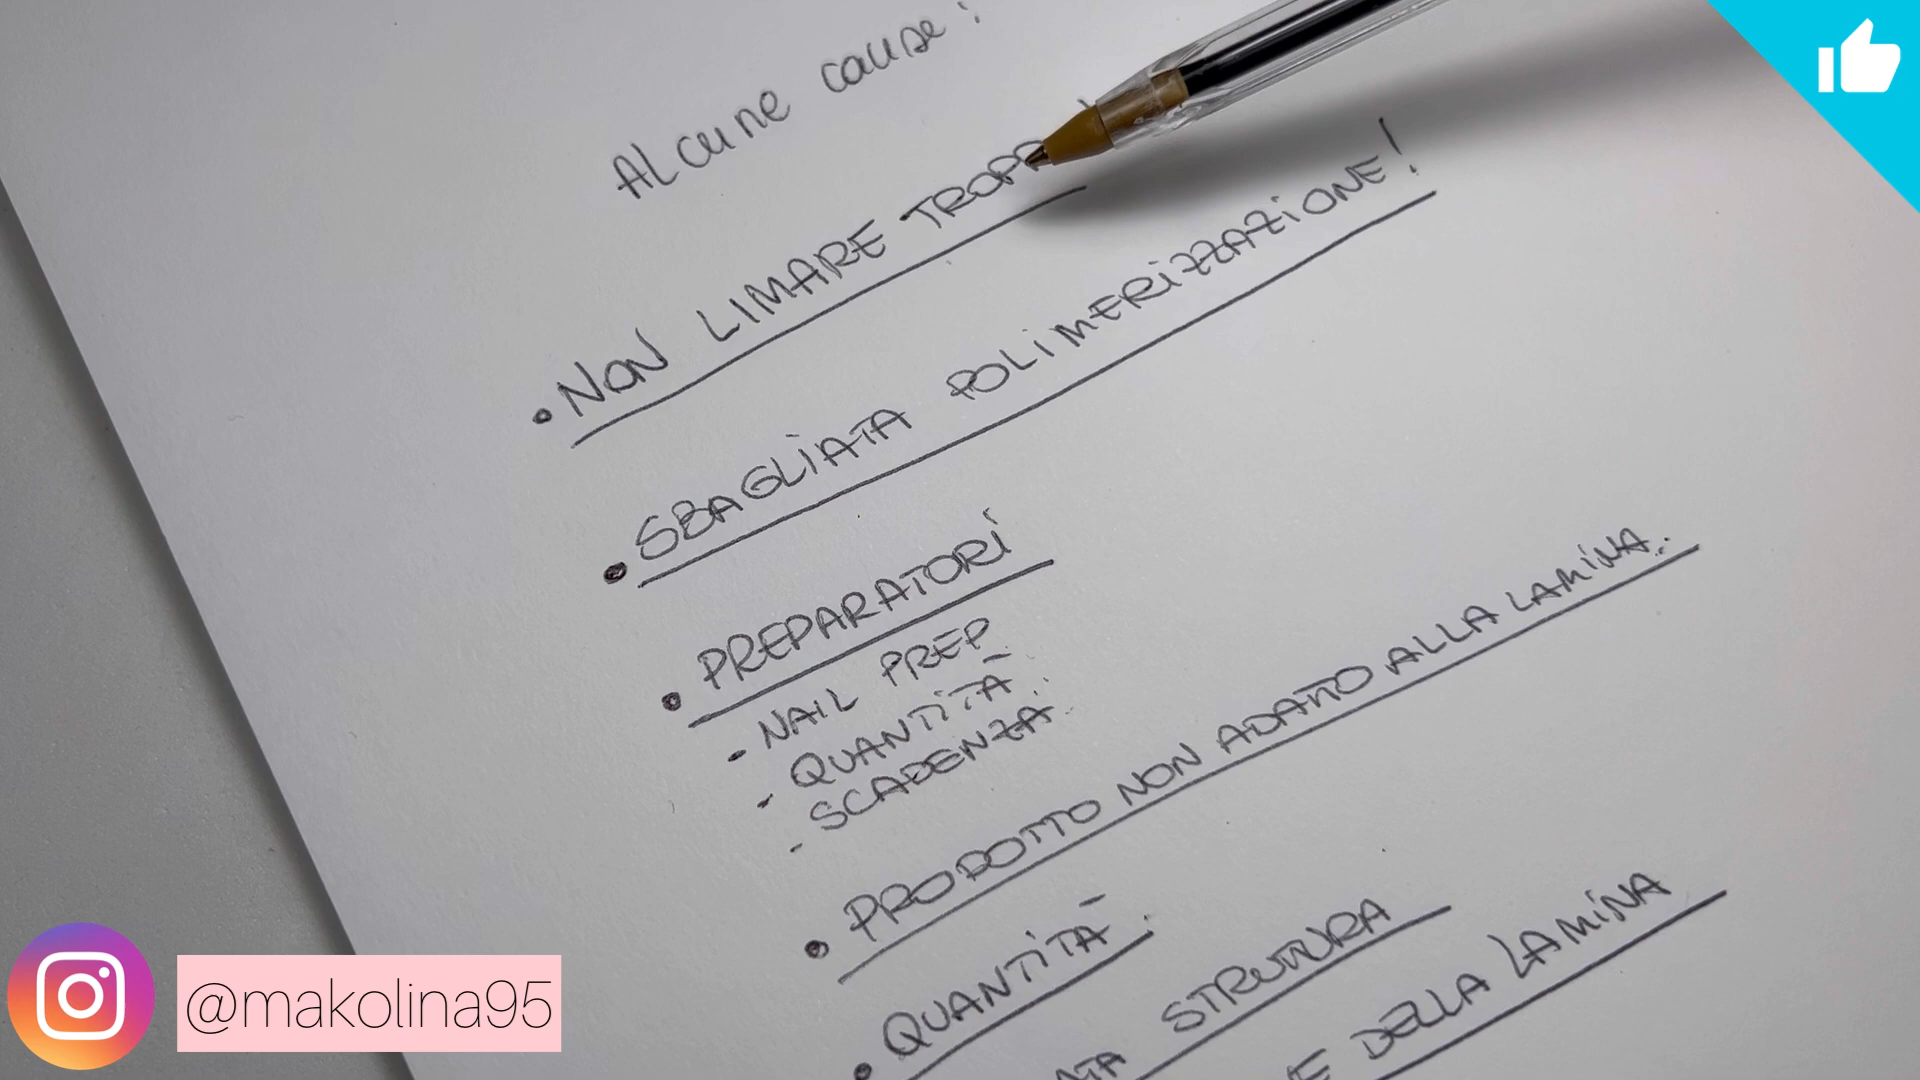 Alcune cause:
• NON LIMARE TROPP
• SBAGLIATA POLIMERIZZAZIONE!
• PREPARATORI
- NAIL PREP
- QUANTITÀ
- SCADENZA
• PRODOTTO NON ADATTO ALLA LAMINA
• QUANTITÀ
• STRUTTURA
DELLA LAMINA
@makolina95